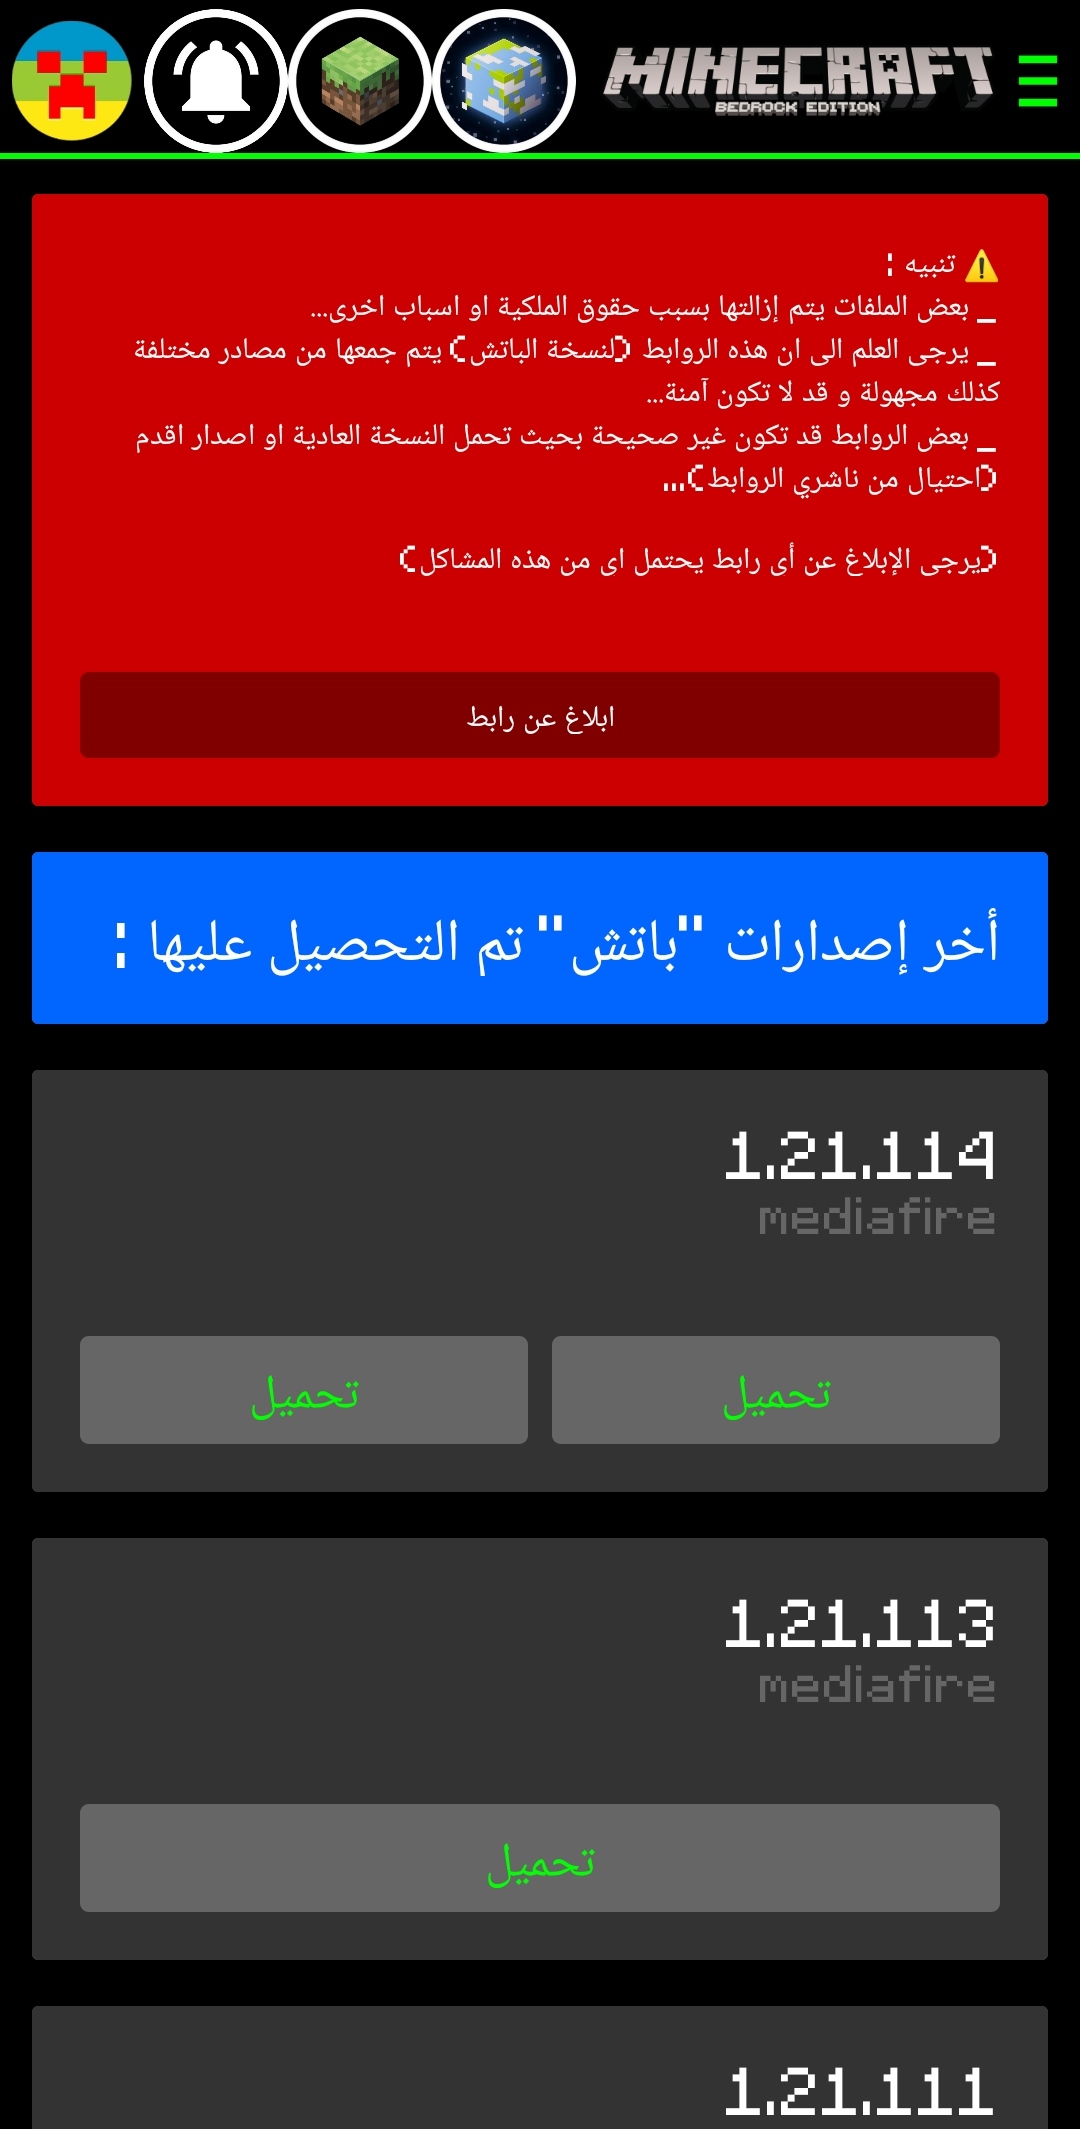 MINECRAFT
BEDROCK EDITION
⚠️ تنبيه :
_ بعض الملفات يتم إزالتها بسبب حقوق الملكية او اسباب اخرى...
_ يرجى العلم الى ان هذه الروابط (لنسخة الباتش) يتم جمعها من مصادر مختلفة
كذلك مجهولة و قد لا تكون آمنة...
_ بعض الروابط قد تكون غير صحيحة بحيث تحمل النسخة العادية او اصدار اقدم
(احتيال من ناشري الروابط)...
(يرجى الإبلاغ عن أى رابط يحتمل اى من هذه المشاكل)
ابلاغ عن رابط
أخر إصدارات "باتش" تم التحصيل عليها :
1.21.114
mediafire
تحميل
تحميل
1.21.113
mediafire
تحميل
1.21.111